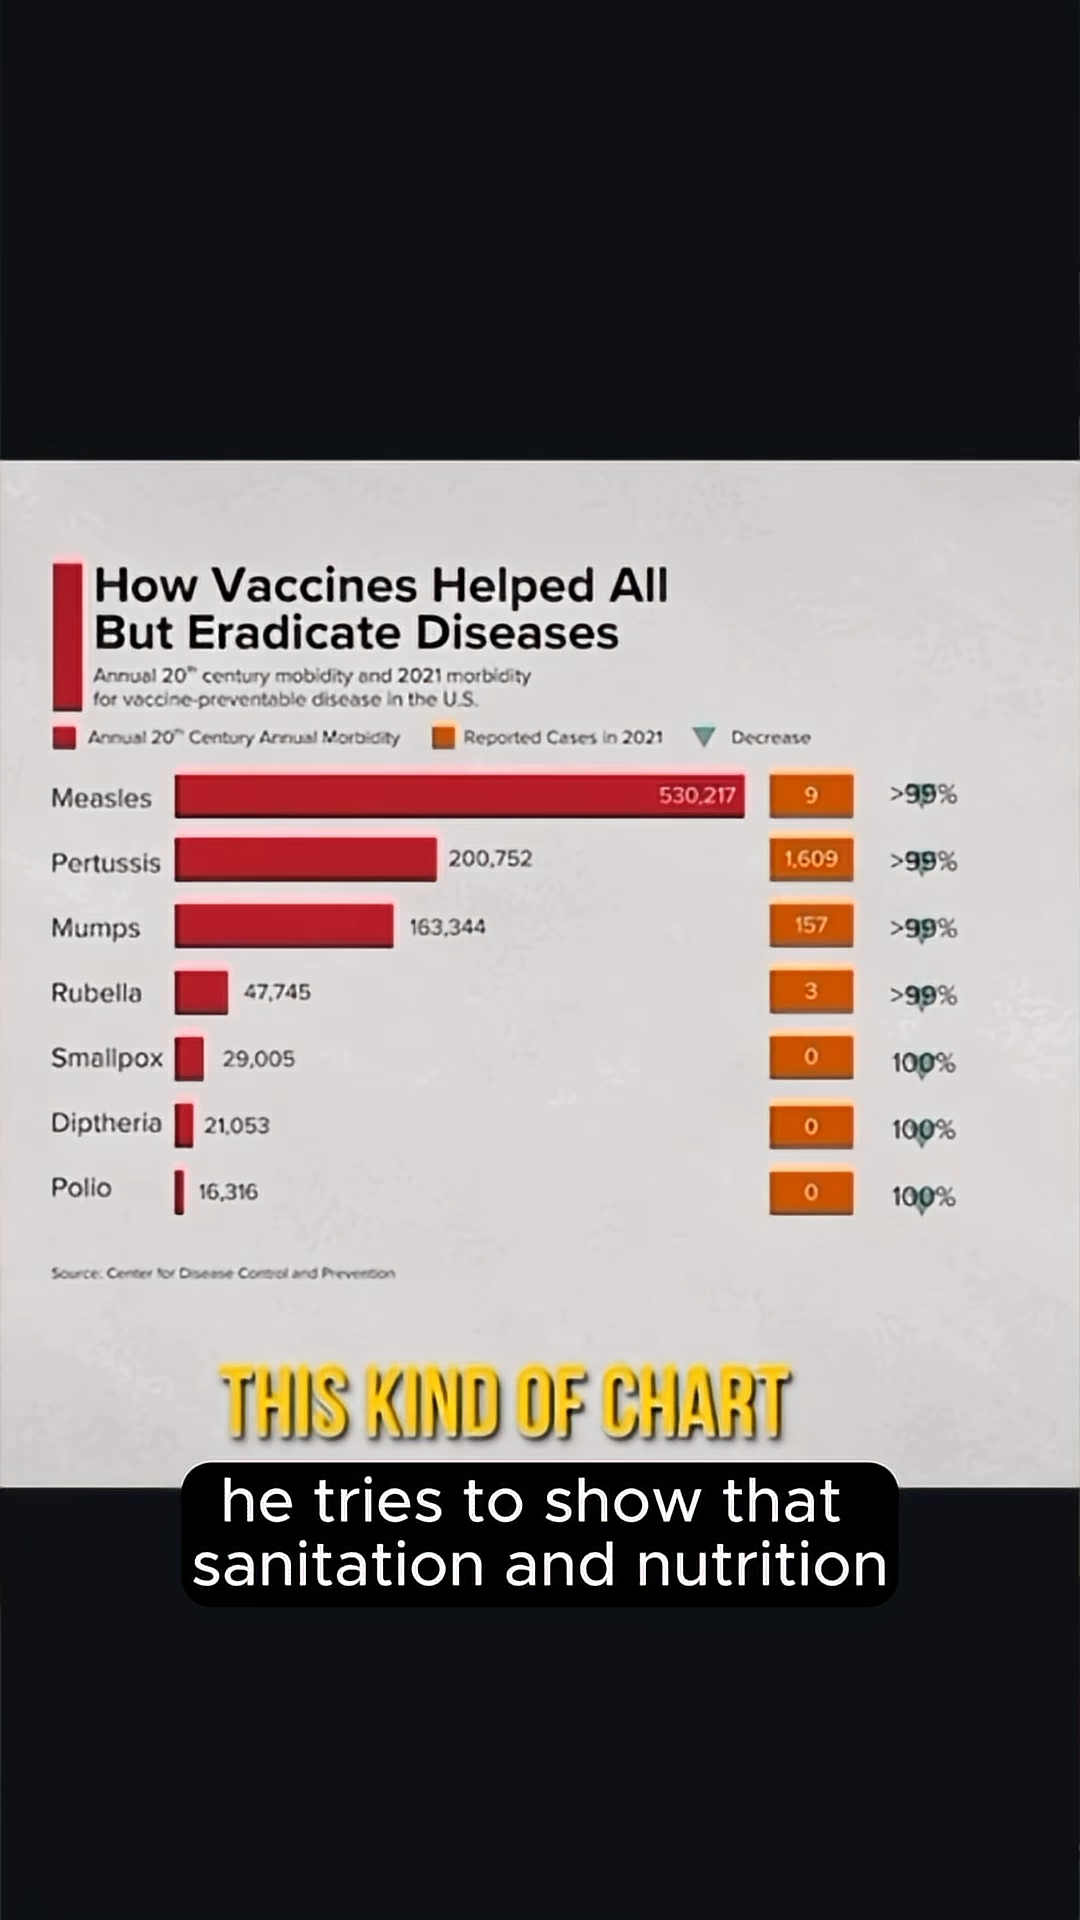 How Vaccines Helped All
But Eradicate Diseases
Annual 20th century mobidity and 2021 morbidity
for vaccine-preventable disease in the U.S.
Annual 20th Century Annual Morbidity Reported Cases in 2021 Decrease
Measles 530,217 9 >99%
Pertussis 200,752 1,609 >99%
Mumps 163,344 157 >99%
Rubella 47,745 3 >99%
Smallpox 29,005 0 100%
Diptheria 21,053 0 100%
Polio 16,316 0 100%
Source: Center for Disease Control and Prevention
THIS KIND OF CHART
he tries to show that
sanitation and nutrition